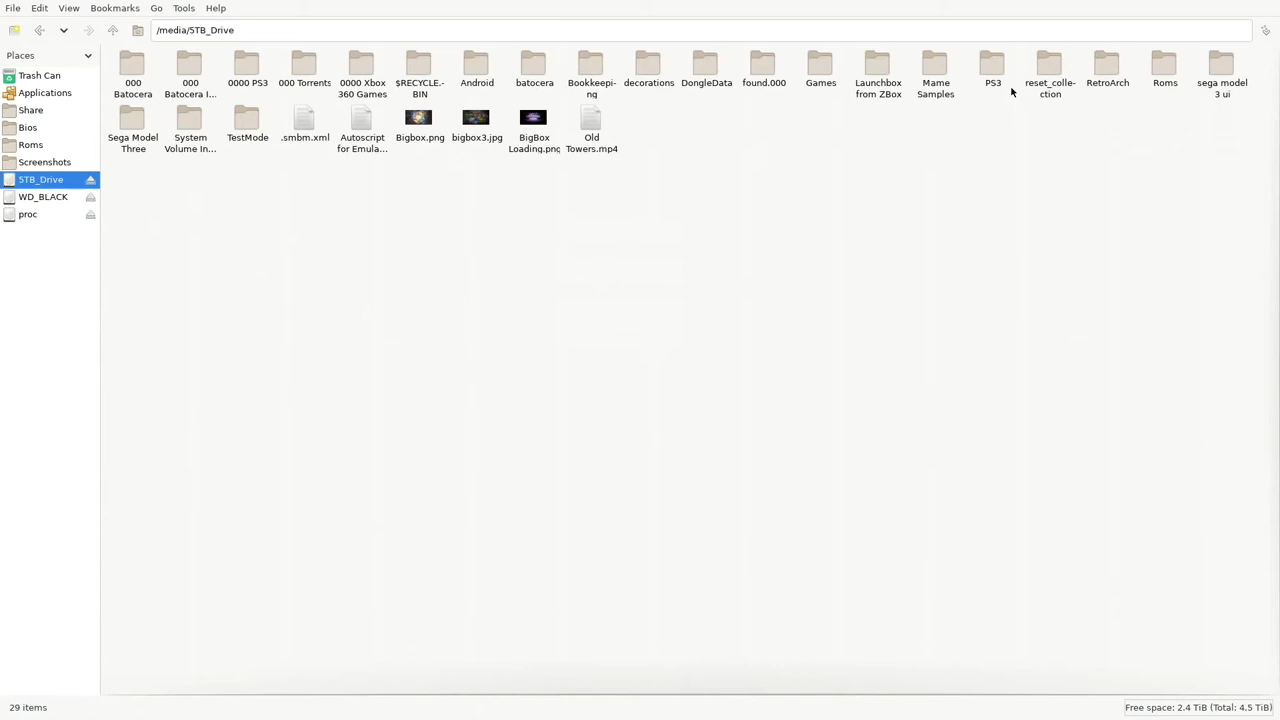 File Edit View Bookmarks Go Tools Help
/media/5TB_Drive
Places
Trash Can
Applications
Share
Bios
Roms
Screenshots
5TB_Drive
WD_BLACK
proc
000 Batocera
000 Batocera I...
0000 PS3
000 Torrents
0000 Xbox 360 Games
$RECYCLE.-BIN
Android
batocera
Bookkeepi-ng
decorations
DongleData
found.000
Games
Launchbox from ZBox
Mame Samples
PS3
reset_colle-ction
RetroArch
Roms
sega model 3 ui
Sega Model Three
System Volume In...
TestMode
.smbm.xml
Autoscript for Emula...
Bigbox.png
bigbox3.jpg
BigBox Loading.png
Old Towers.mp4
29 items
Free space: 2.4 TiB (Total: 4.5 TiB)